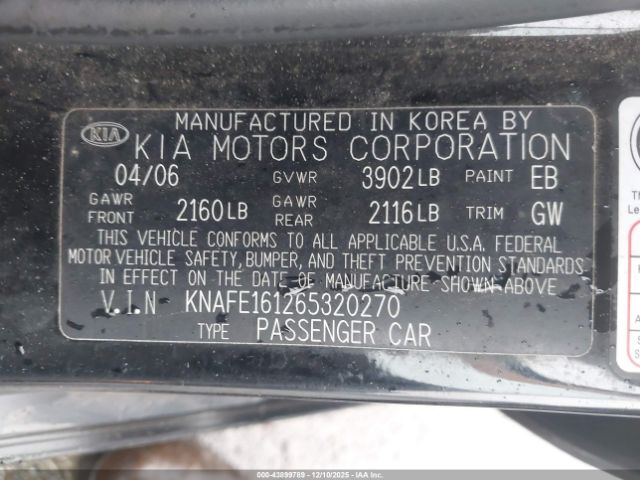 KIA
MANUFACTURED IN KOREA BY
KIA MOTORS CORPORATION
04/06 GVWR 3902LB PAINT EB
GAWR FRONT 2160LB GAWR REAR 2116LB TRIM GW
THIS VEHICLE CONFORMS TO ALL APPLICABLE U.S.A. FEDERAL
MOTOR VEHICLE SAFETY, BUMPER, AND THEFT PREVENTION STANDARDS
IN EFFECT ON THE DATE OF MANUFACTURE SHOWN ABOVE
V.I.N KNAFE161265320270
TYPE PASSENGER CAR
000-43899769 - 12/10/2025 - IAA, Inc.